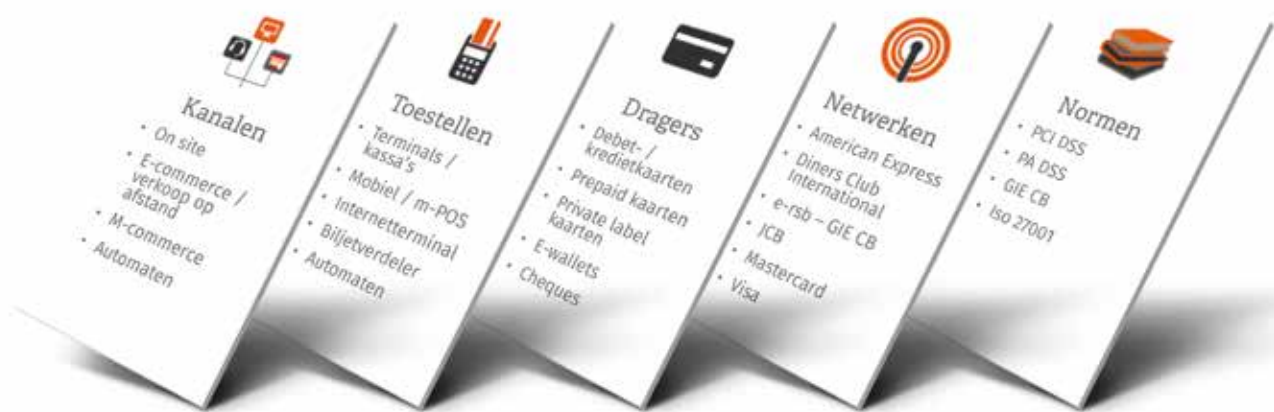 Kanalen
• On site
• E-commerce /
verkoop op
afstand
• M-commerce
• Automaten
Toestellen
• Terminals /
kassa's
• Mobiel / m-POS
• Internetterminal
• Biljetverdeler
• Automaten
Dragers
• Debet- /
kredietkaarten
• Prepaid kaarten
• Private label
kaarten
• E-wallets
• Cheques
Netwerken
• American Express
• Diners Club
International
• e-rsb – GIE CB
• JCB
• Mastercard
• Visa
Normen
• PCI DSS
• PA DSS
• GIE CB
• Iso 27001